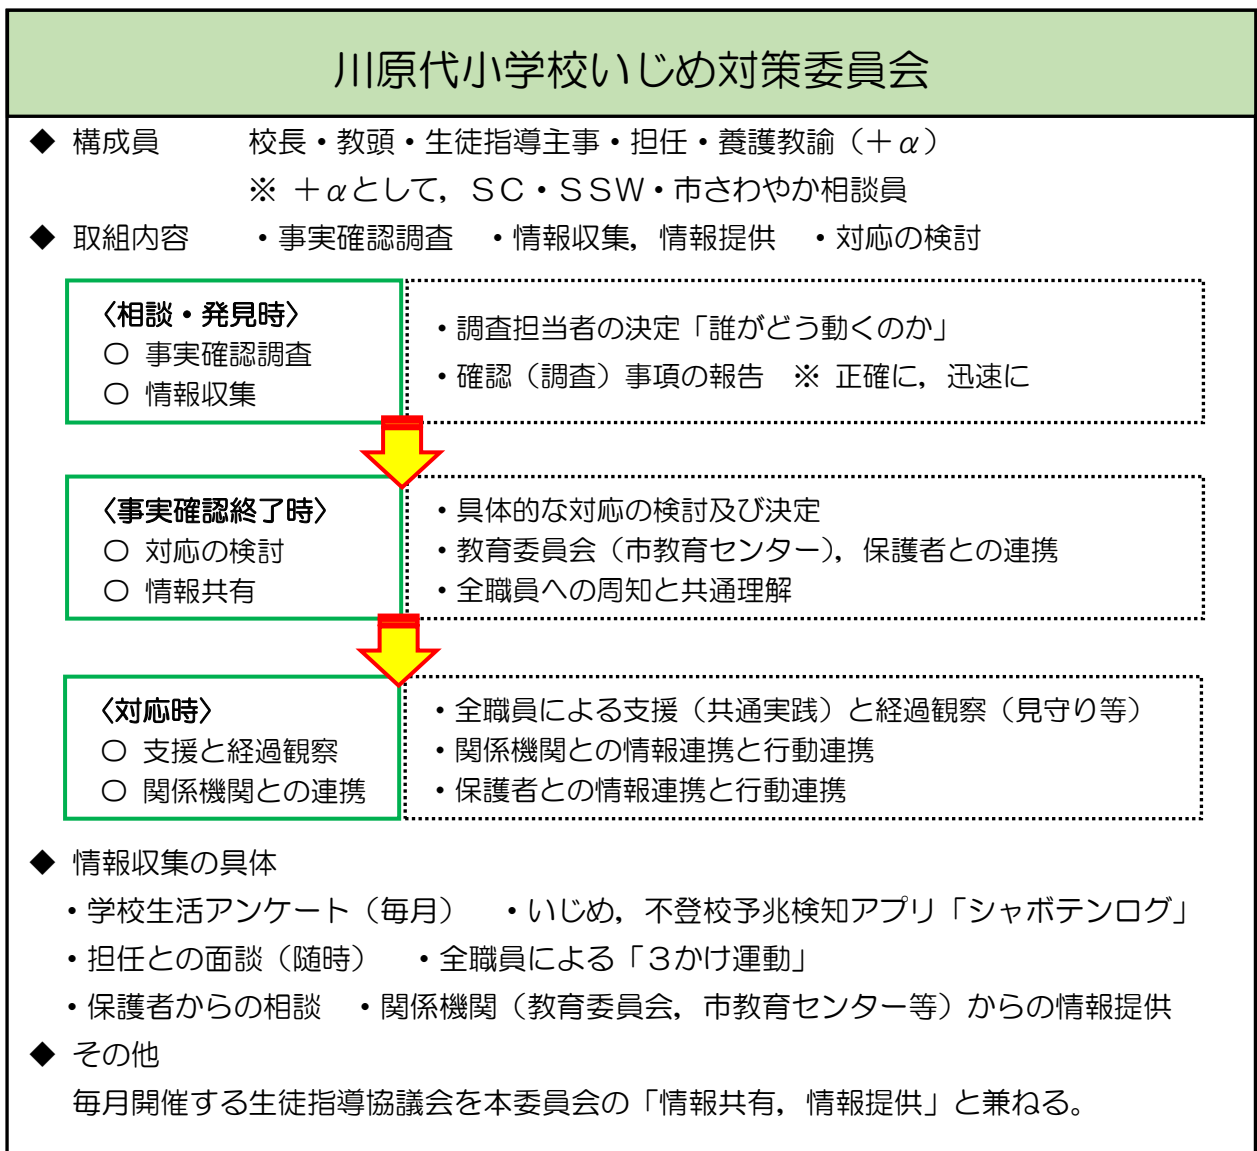 川原代小学校いじめ対策委員会
◆ 構成員　　校長・教頭・生徒指導主事・担任・養護教諭（＋α）
※ ＋αとして，ＳＣ・ＳＳＷ・市さわやか相談員
◆ 取組内容　・事実確認調査　・情報収集，情報提供　・対応の検討
〈相談・発見時〉
○ 事実確認調査
○ 情報収集
・調査担当者の決定「誰がどう動くのか」
・確認（調査）事項の報告　※ 正確に，迅速に
〈事実確認終了時〉
○ 対応の検討
○ 情報共有
・具体的な対応の検討及び決定
・教育委員会（市教育センター），保護者との連携
・全職員への周知と共通理解
〈対応時〉
○ 支援と経過観察
○ 関係機関との連携
・全職員による支援（共通実践）と経過観察（見守り等）
・関係機関との情報連携と行動連携
・保護者との情報連携と行動連携
◆ 情報収集の具体
・学校生活アンケート（毎月）　・いじめ，不登校予兆検知アプリ「シャボテンログ」
・担任との面談（随時）　・全職員による「３かけ運動」
・保護者からの相談　・関係機関（教育委員会，市教育センター等）からの情報提供
◆ その他
毎月開催する生徒指導協議会を本委員会の「情報共有，情報提供」と兼ねる。